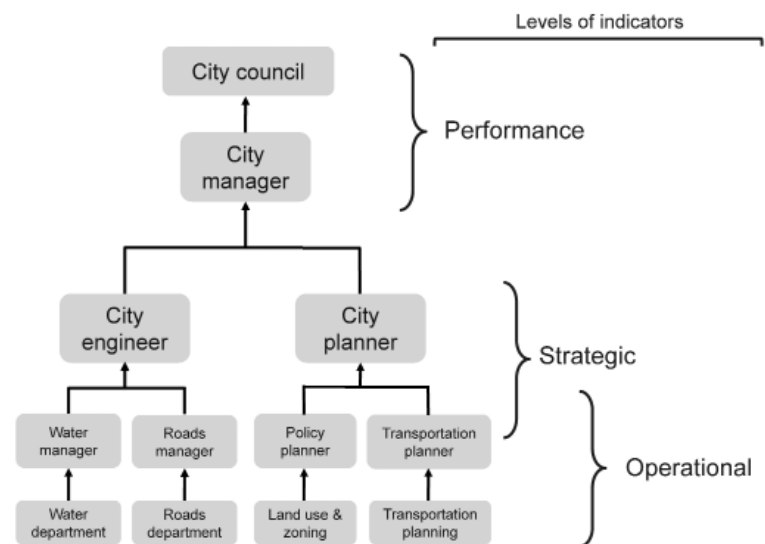 Levels of indicators
City council
Performance
City
manager
City
engineer
City
planner
Strategic
Water
manager
Roads
manager
Policy
planner
Transportation
planner
Operational
Water
department
Roads
department
Land use &
zoning
Transportation
planning